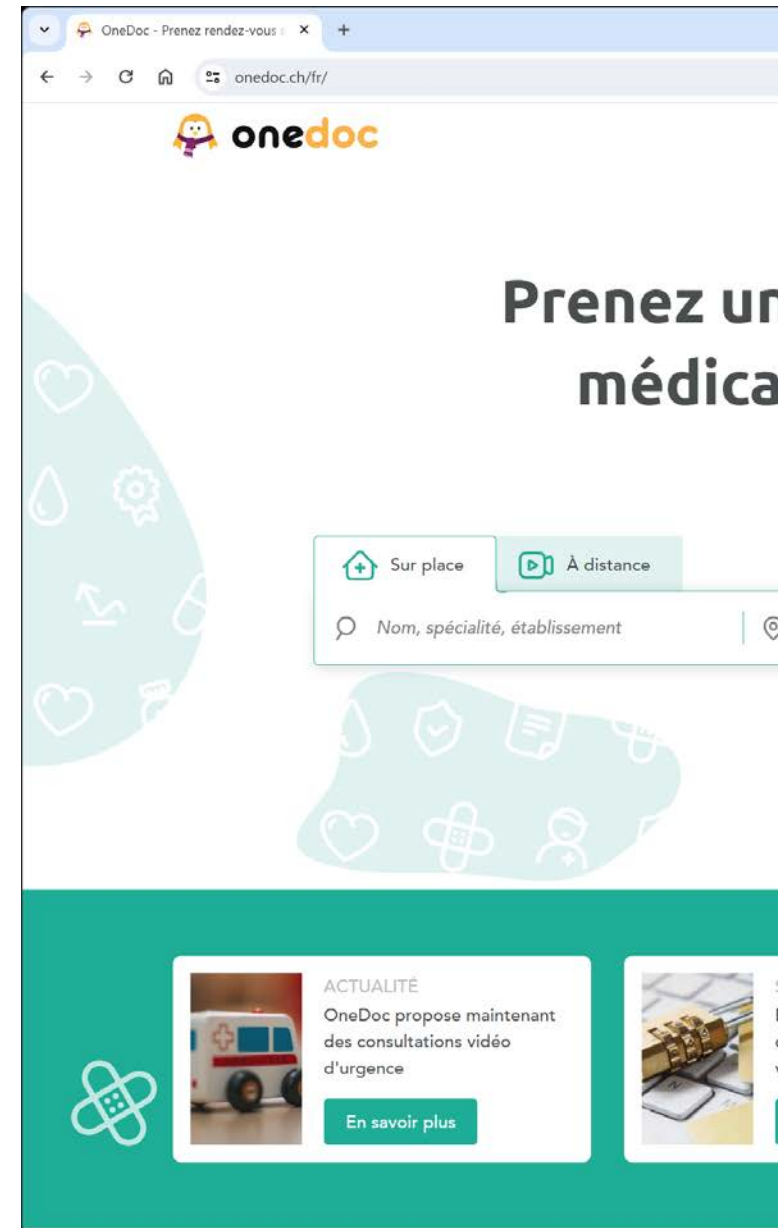 OneDoc - Prenez rendez-vous
onedoc.ch/fr/
onedoc
Prenez un
médica
Sur place
À distance
Nom, spécialité, établissement
ACTUALITÉ
OneDoc propose maintenant
des consultations vidéo
d'urgence
En savoir plus